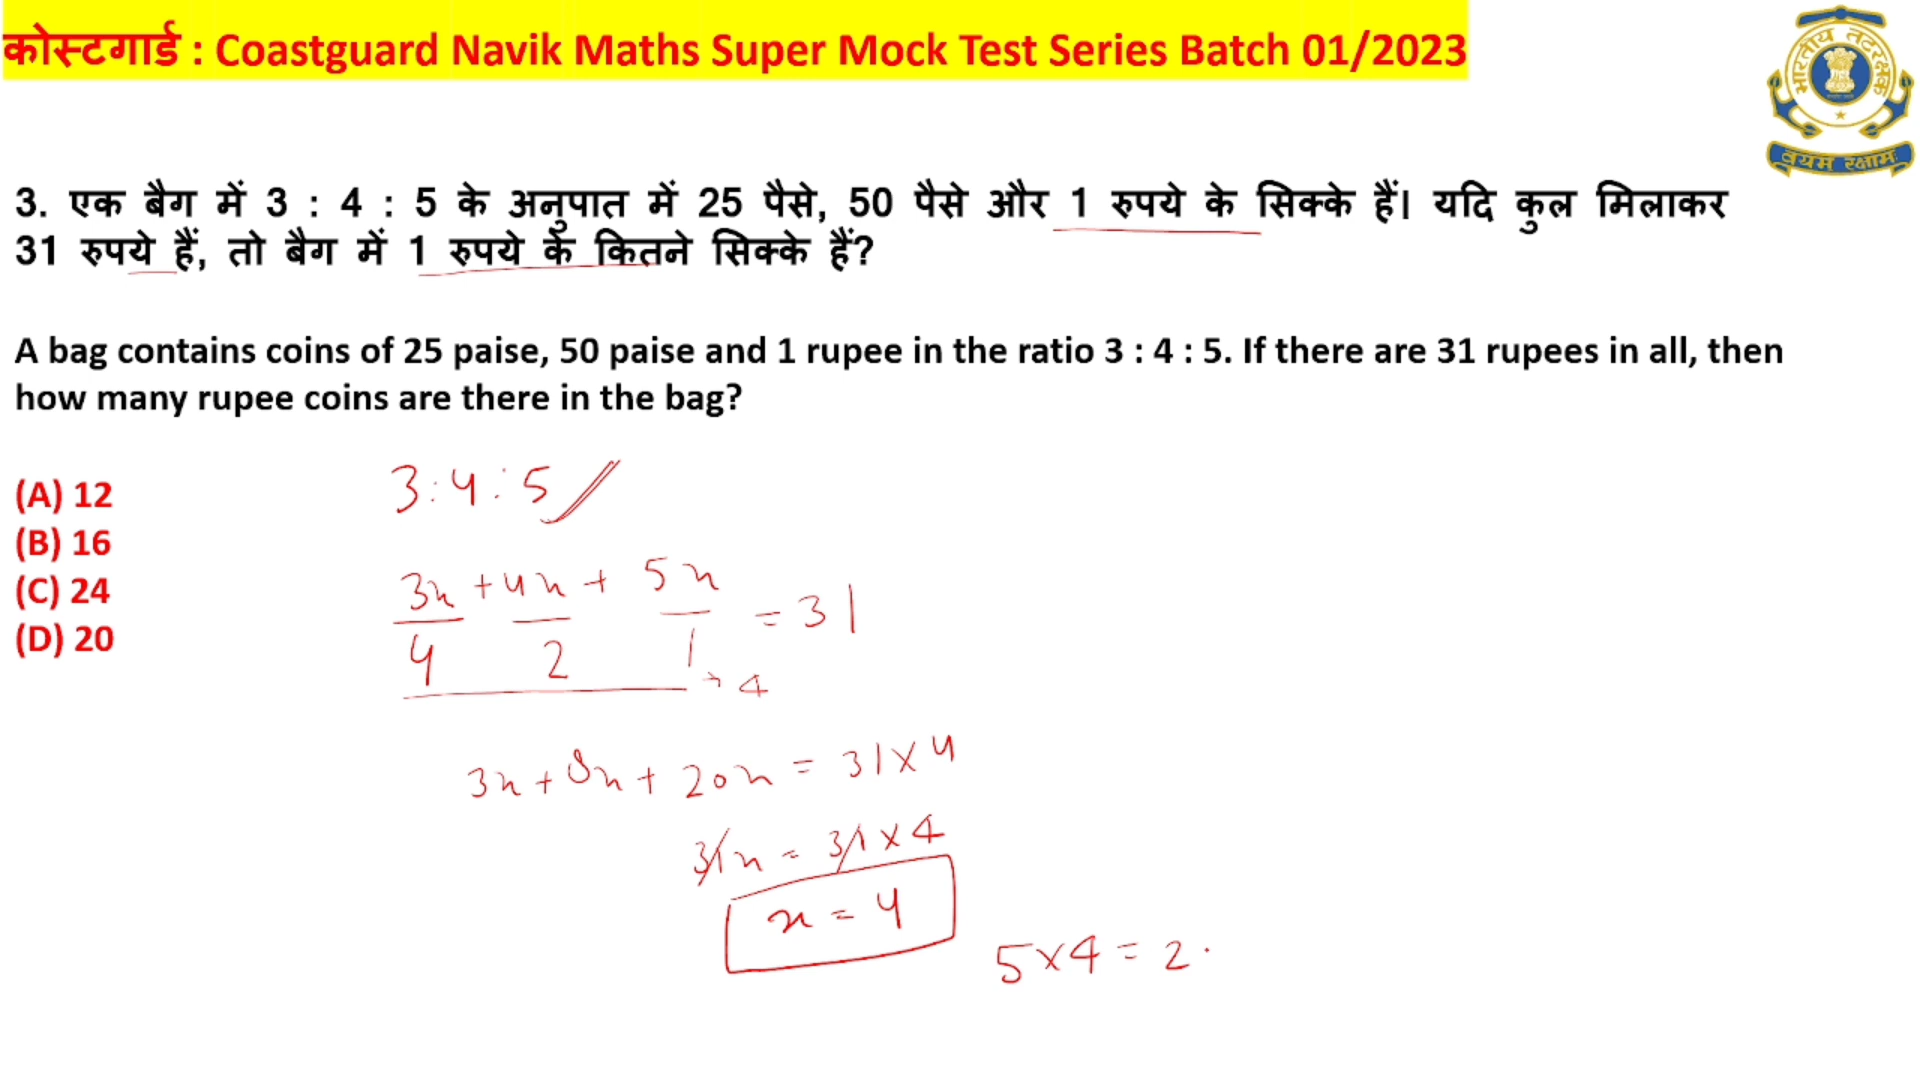 कोस्टगार्ड : Coastguard Navik Maths Super Mock Test Series Batch 01/2023
भारतीय तटरक्षक
वयम रक्षामः
3. एक बैग में 3 : 4 : 5 के अनुपात में 25 पैसे, 50 पैसे और 1 रुपये के सिक्के हैं। यदि कुल मिलाकर
31 रुपये हैं, तो बैग में 1 रुपये के कितने सिक्के हैं?
A bag contains coins of 25 paise, 50 paise and 1 rupee in the ratio 3 : 4 : 5. If there are 31 rupees in all, then
how many rupee coins are there in the bag?
(A) 12
(B) 16
(C) 24
(D) 20
3:4:5
3x + 4x + 5x
= 31
4 2 1
4
3x + 8x + 20x = 31 x 4
31x = 31 x 4
x = 4
5 x 4 = 2